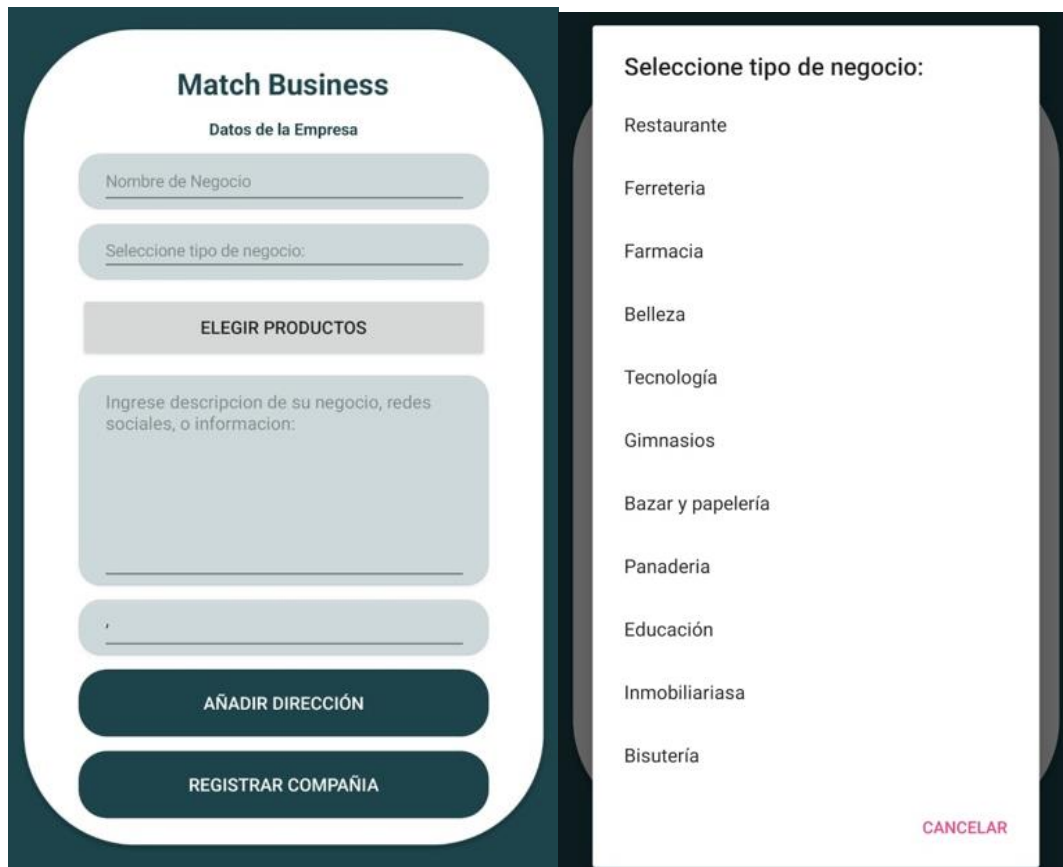 Match Business
Datos de la Empresa
Nombre de Negocio
Seleccione tipo de negocio:
ELEGIR PRODUCTOS
Ingrese descripcion de su negocio, redes
sociales, o informacion:
,
AÑADIR DIRECCIÓN
REGISTRAR COMPAÑIA
Seleccione tipo de negocio:
Restaurante
Ferreteria
Farmacia
Belleza
Tecnología
Gimnasios
Bazar y papelería
Panaderia
Educación
Inmobiliariasa
Bisutería
CANCELAR